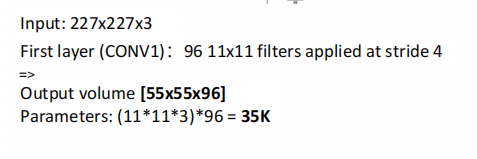 Input: 227x227x3
First layer (CONV1)： 96 11x11 filters applied at stride 4
=>
Output volume [55x55x96]
Parameters: (11*11*3)*96 = 35K